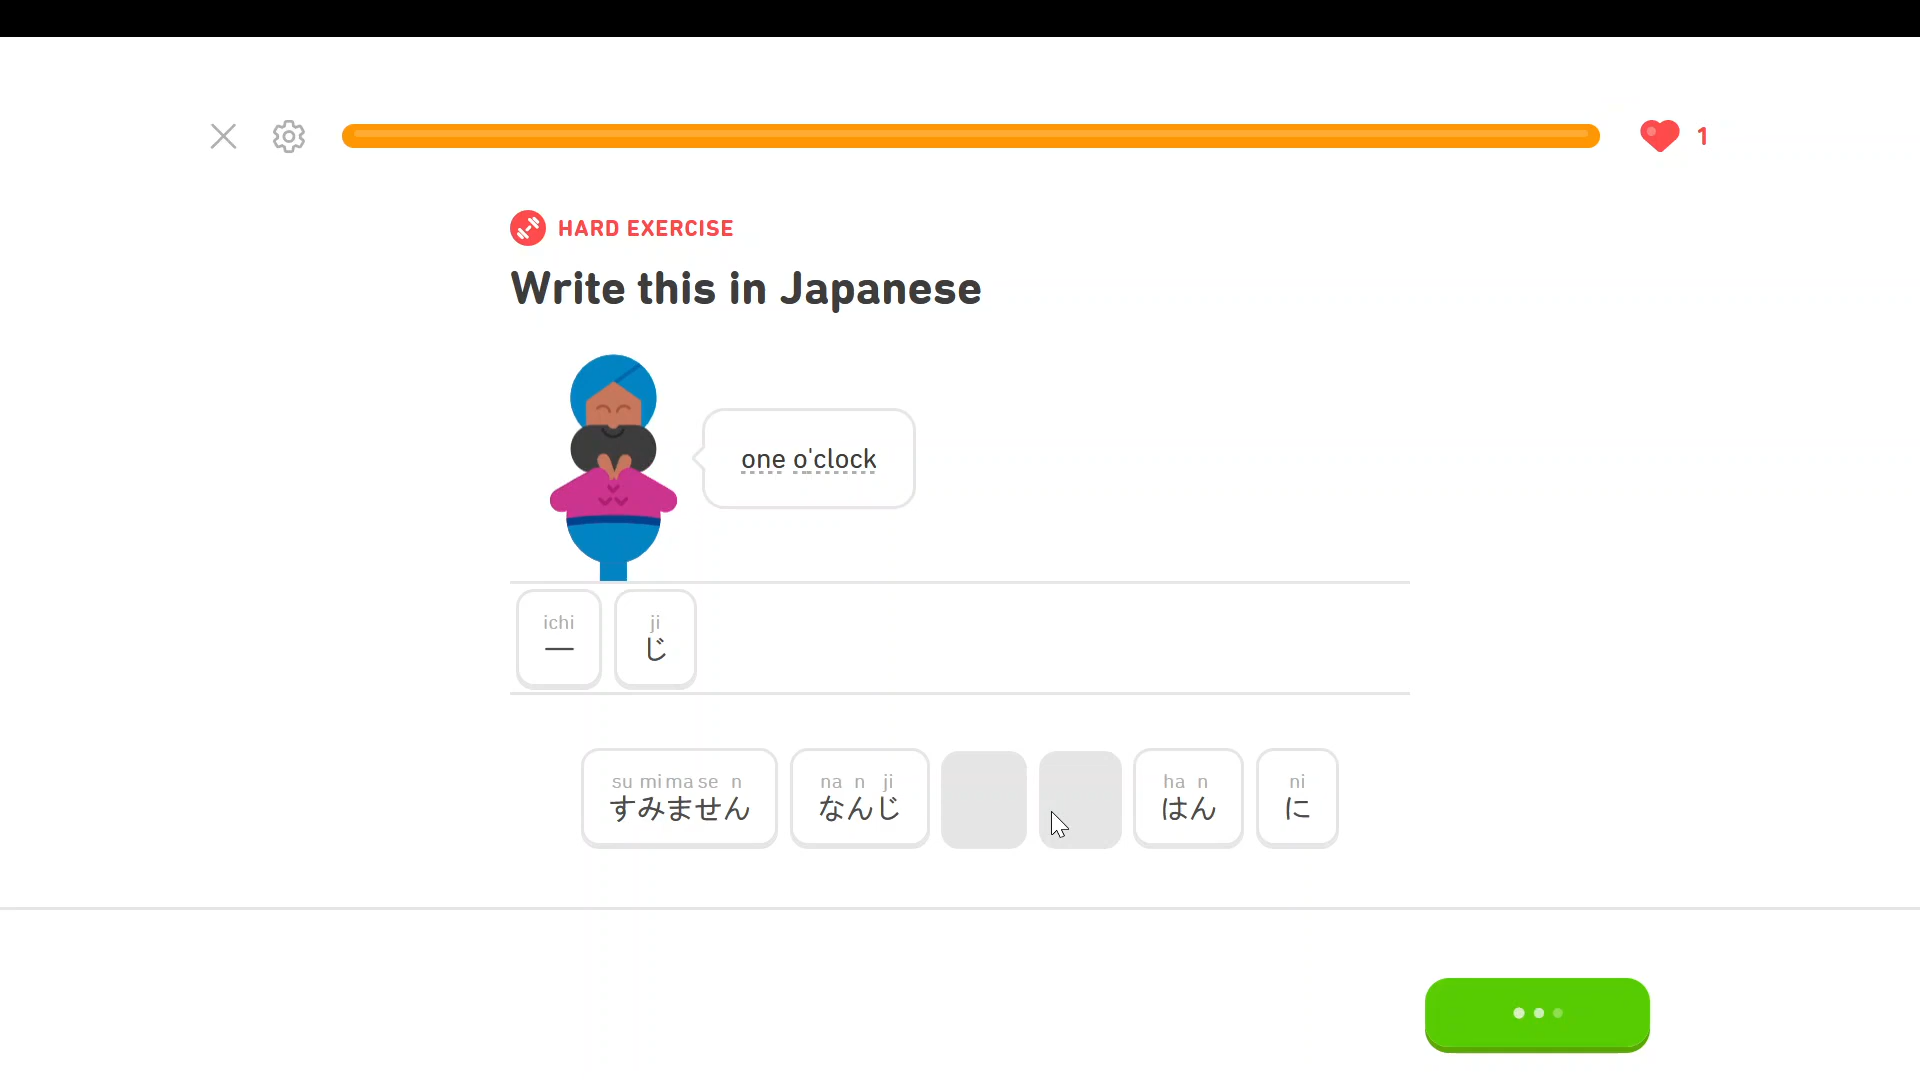 1
HARD EXERCISE
Write this in Japanese
one o'clock
ichi ji
一 じ
su mi ma se n na n ji ha n ni
すみません なんじ はん に